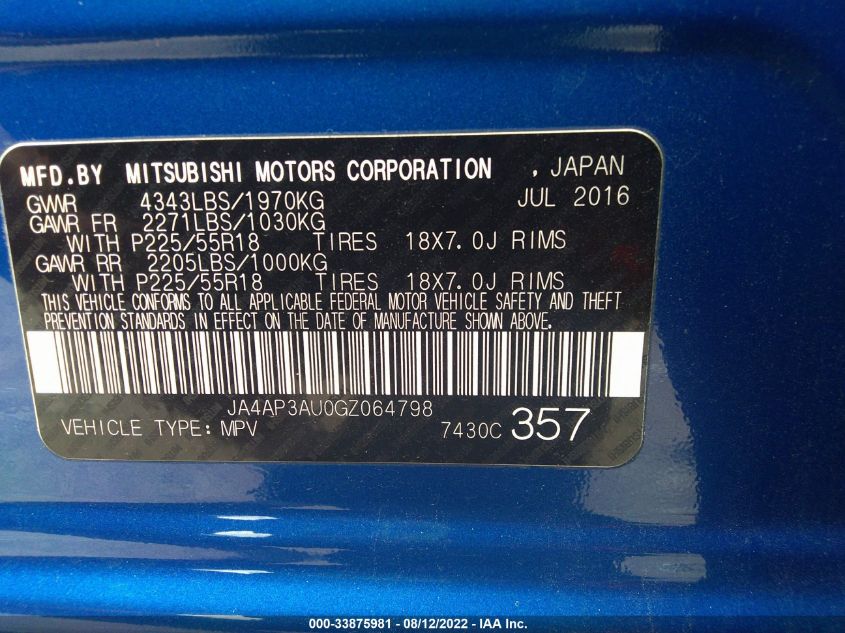 MFD.BY MITSUBISHI MOTORS CORPORATION , JAPAN
GVWR 4343LBS/1970KG JUL 2016
GAWR FR 2271LBS/1030KG
WITH P225/55R18 TIRES 18X7.0J RIMS
GAWR RR 2205LBS/1000KG
WITH P225/55R18 TIRES 18X7.0J RIMS
THIS VEHICLE CONFORMS TO ALL APPLICABLE FEDERAL MOTOR VEHICLE SAFETY AND THEFT
PREVENTION STANDARDS IN EFFECT ON THE DATE OF MANUFACTURE SHOWN ABOVE.
JA4AP3AU0GZ064798
VEHICLE TYPE: MPV 7430C 357
000-33875981 - 08/12/2022 - IAA Inc.